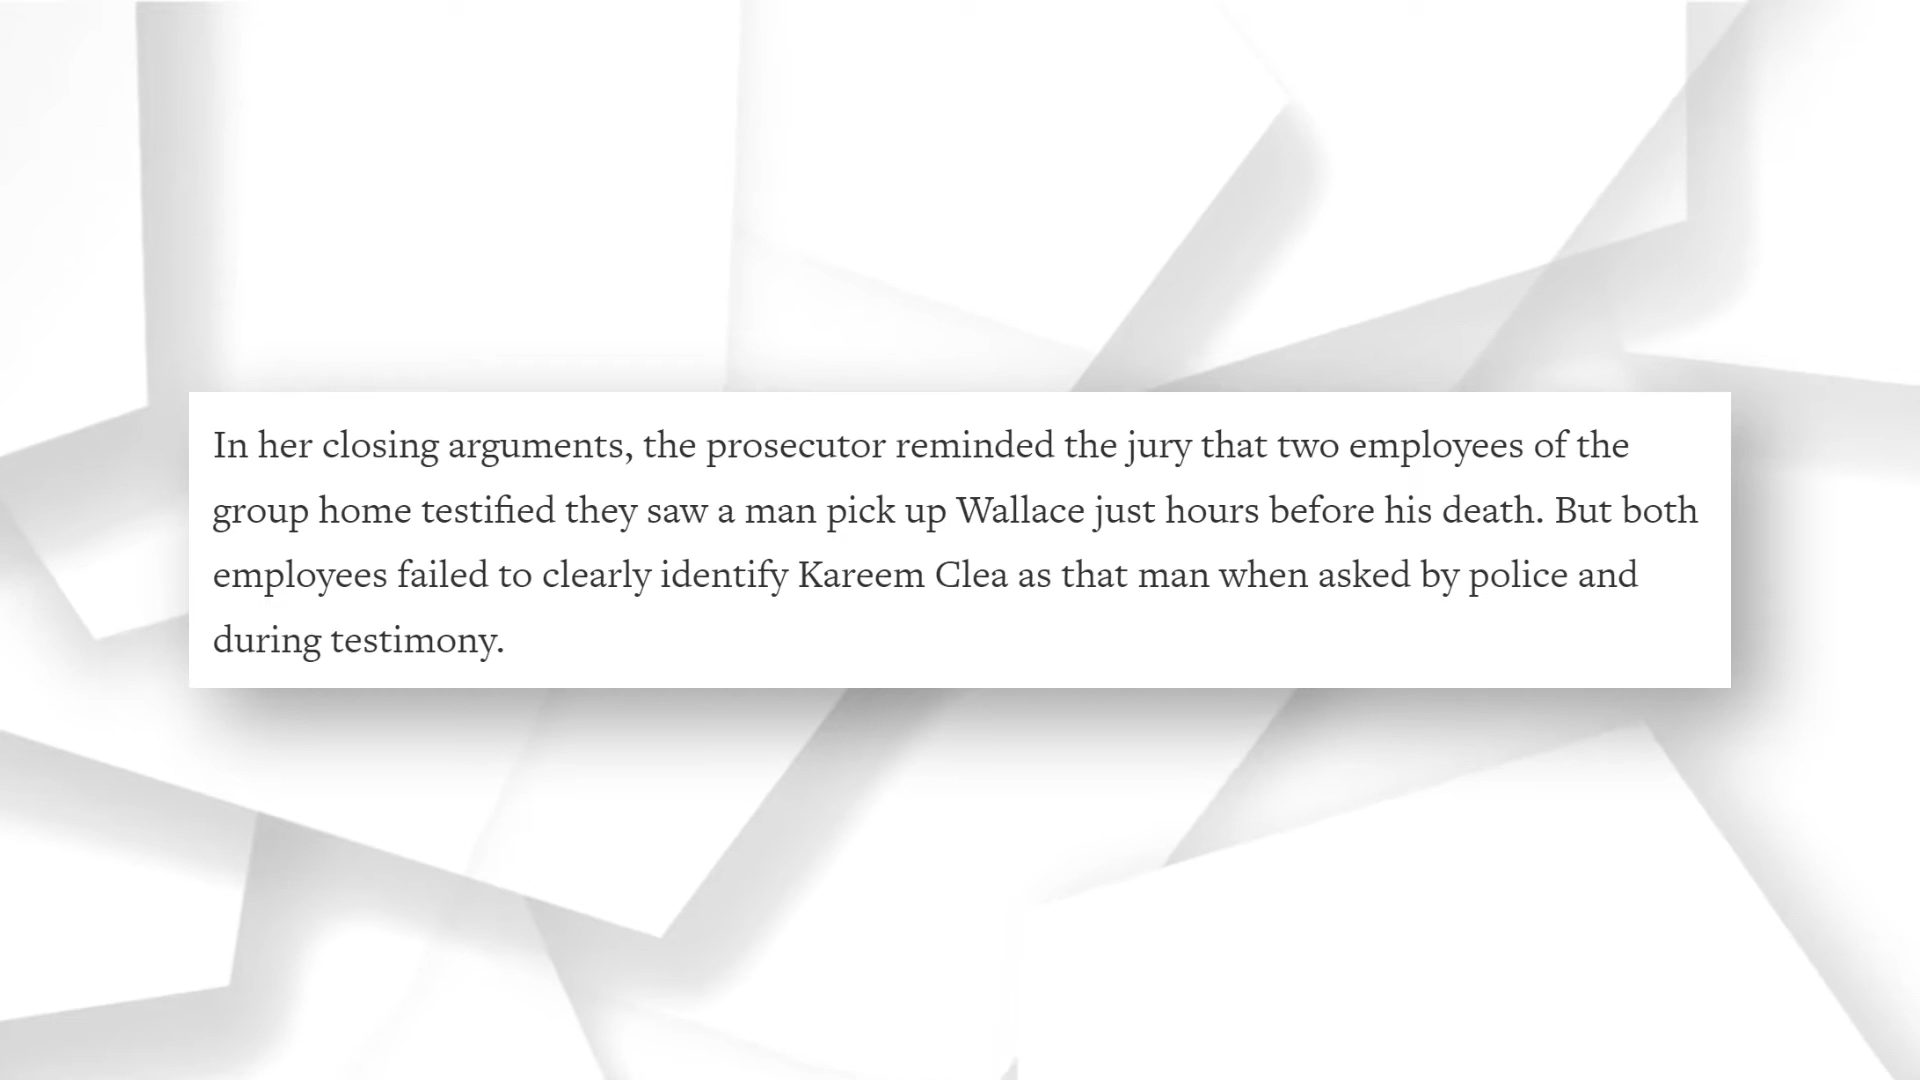 In her closing arguments, the prosecutor reminded the jury that two employees of the
group home testified they saw a man pick up Wallace just hours before his death. But both
employees failed to clearly identify Kareem Clea as that man when asked by police and
during testimony.